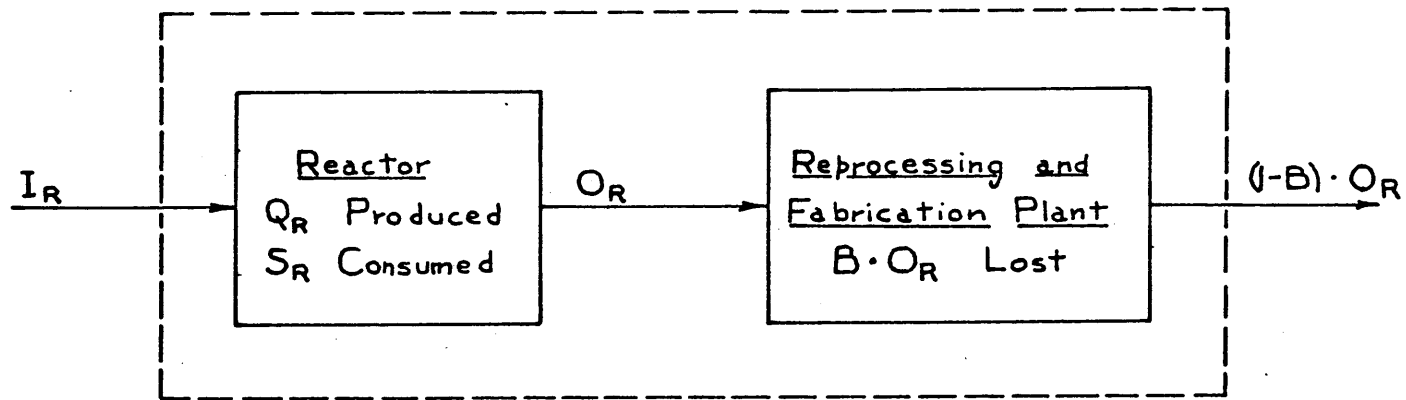 I_R
Reactor
Q_R Produced
S_R Consumed
O_R
Reprocessing and
Fabrication Plant
B·O_R Lost
(1-B)·O_R